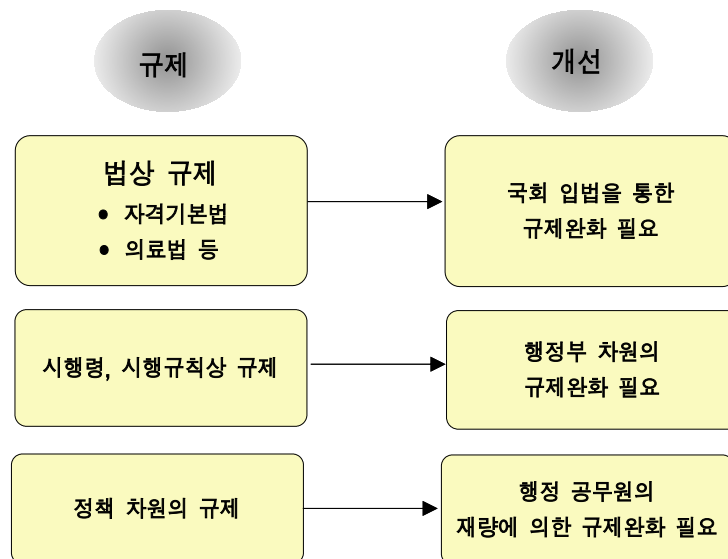 규제
개선
법상 규제
● 자격기본법
● 의료법 등
국회 입법을 통한
규제완화 필요
시행령, 시행규칙상 규제
행정부 차원의
규제완화 필요
정책 차원의 규제
행정 공무원의
재량에 의한 규제완화 필요